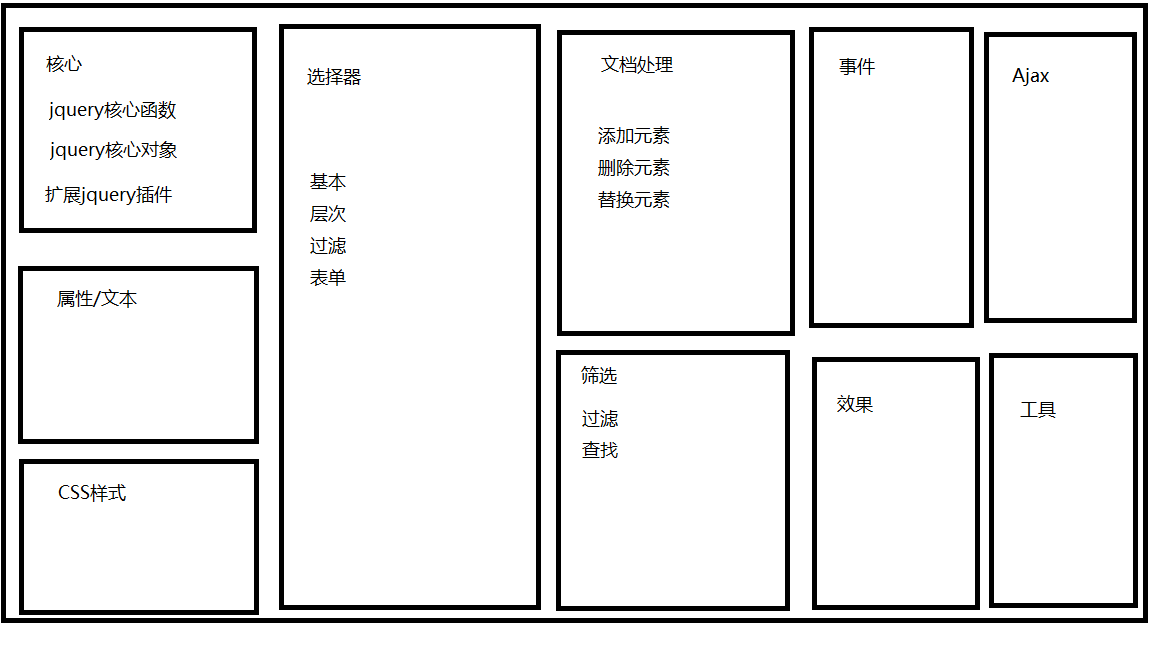 核心
jquery核心函数
jquery核心对象
扩展jquery插件
属性/文本
CSS样式
选择器
基本
层次
过滤
表单
文档处理
添加元素
删除元素
替换元素
筛选
过滤
查找
事件
效果
Ajax
工具